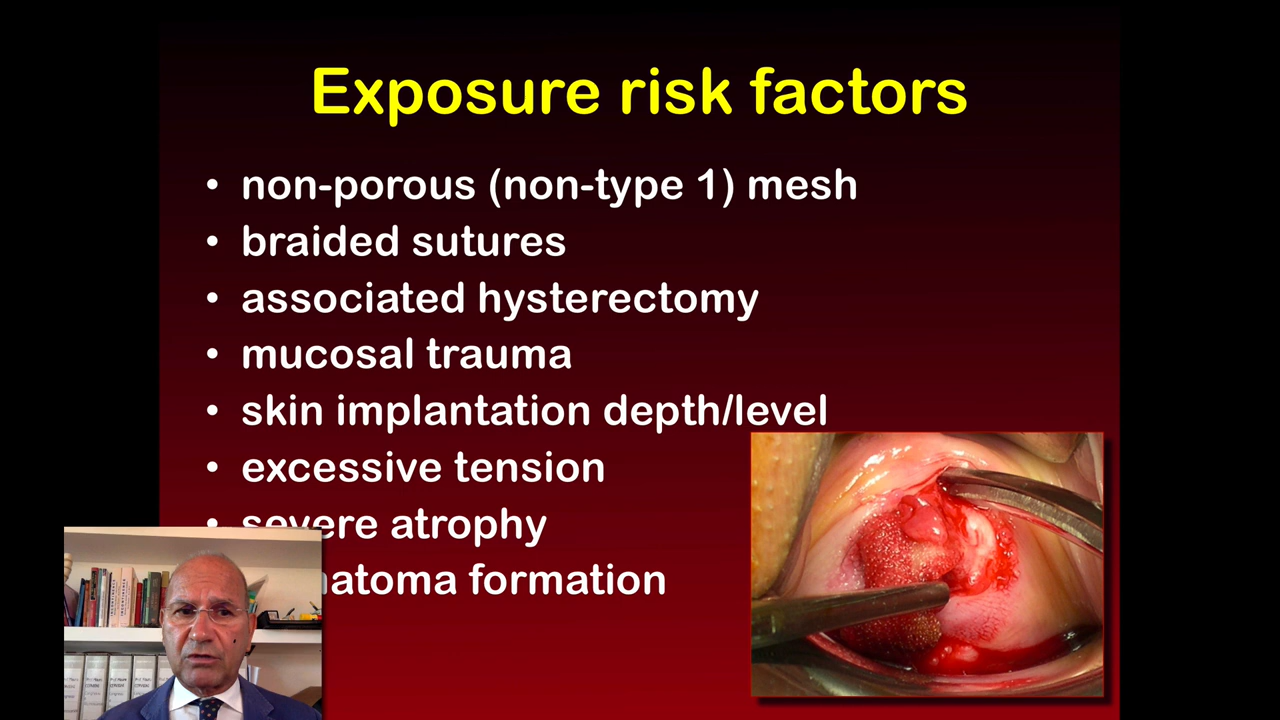 Exposure risk factors
• non-porous (non-type 1) mesh
• braided sutures
• associated hysterectomy
• mucosal trauma
• skin implantation depth/level
• excessive tension
• severe atrophy
formation